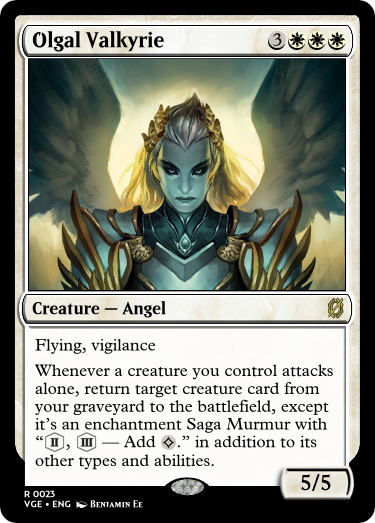 Olgal Valkyrie 3
Creature — Angel
Flying, vigilance
Whenever a creature you control attacks
alone, return target creature card from
your graveyard to the battlefield, except
it's an enchantment Saga Murmur with
“II, III — Add .” in addition to its
other types and abilities.
5/5
R 0023
VGE • ENG Benjamin Ee